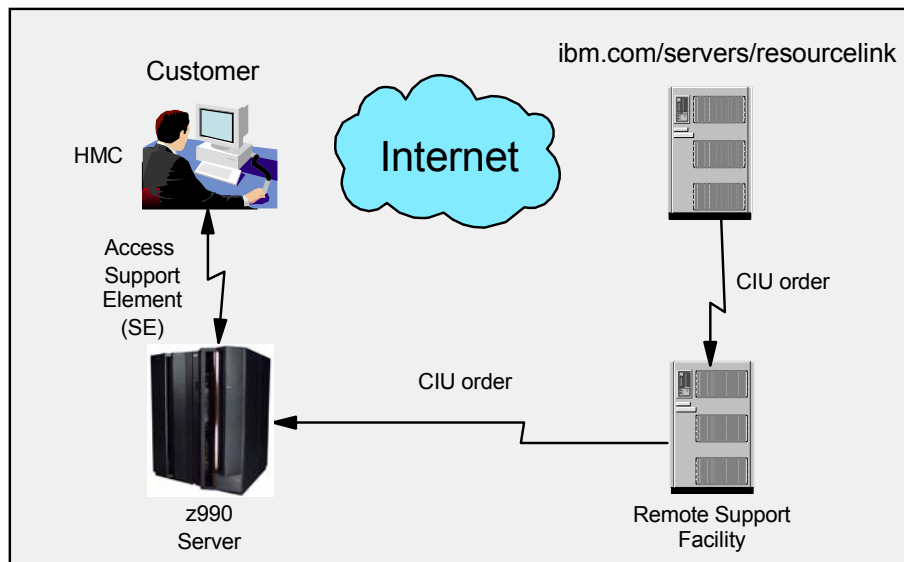 ibm.com/servers/resourcelink
Customer
HMC
Internet
Access
Support
Element
(SE)
CIU order
CIU order
z990
Server
Remote Support
Facility